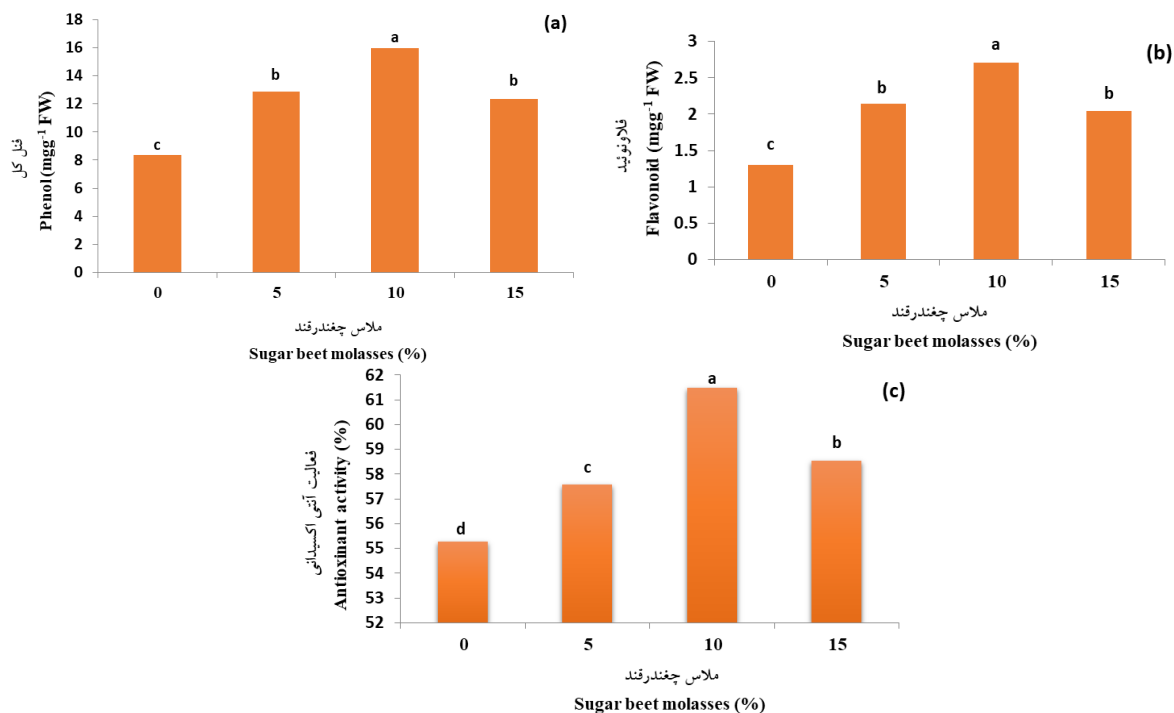 (a)
18
16
14
12
10
8
6
4
2
0
فنل کل
Phenol (mgg⁻¹ FW)
c
b
a
b
0 5 10 15
ملاس چغندرقند
Sugar beet molasses (%)
(b)
3
2.5
2
1.5
1
0.5
0
فلاونوئید
Flavonoid (mgg⁻¹ FW)
c
b
a
b
0 5 10 15
ملاس چغندرقند
Sugar beet molasses (%)
(c)
62
61
60
59
58
57
56
55
54
53
52
فعالیت آنتی اکسیدانی
Antioxinant activity (%)
d
c
a
b
0 5 10 15
ملاس چغندرقند
Sugar beet molasses (%)